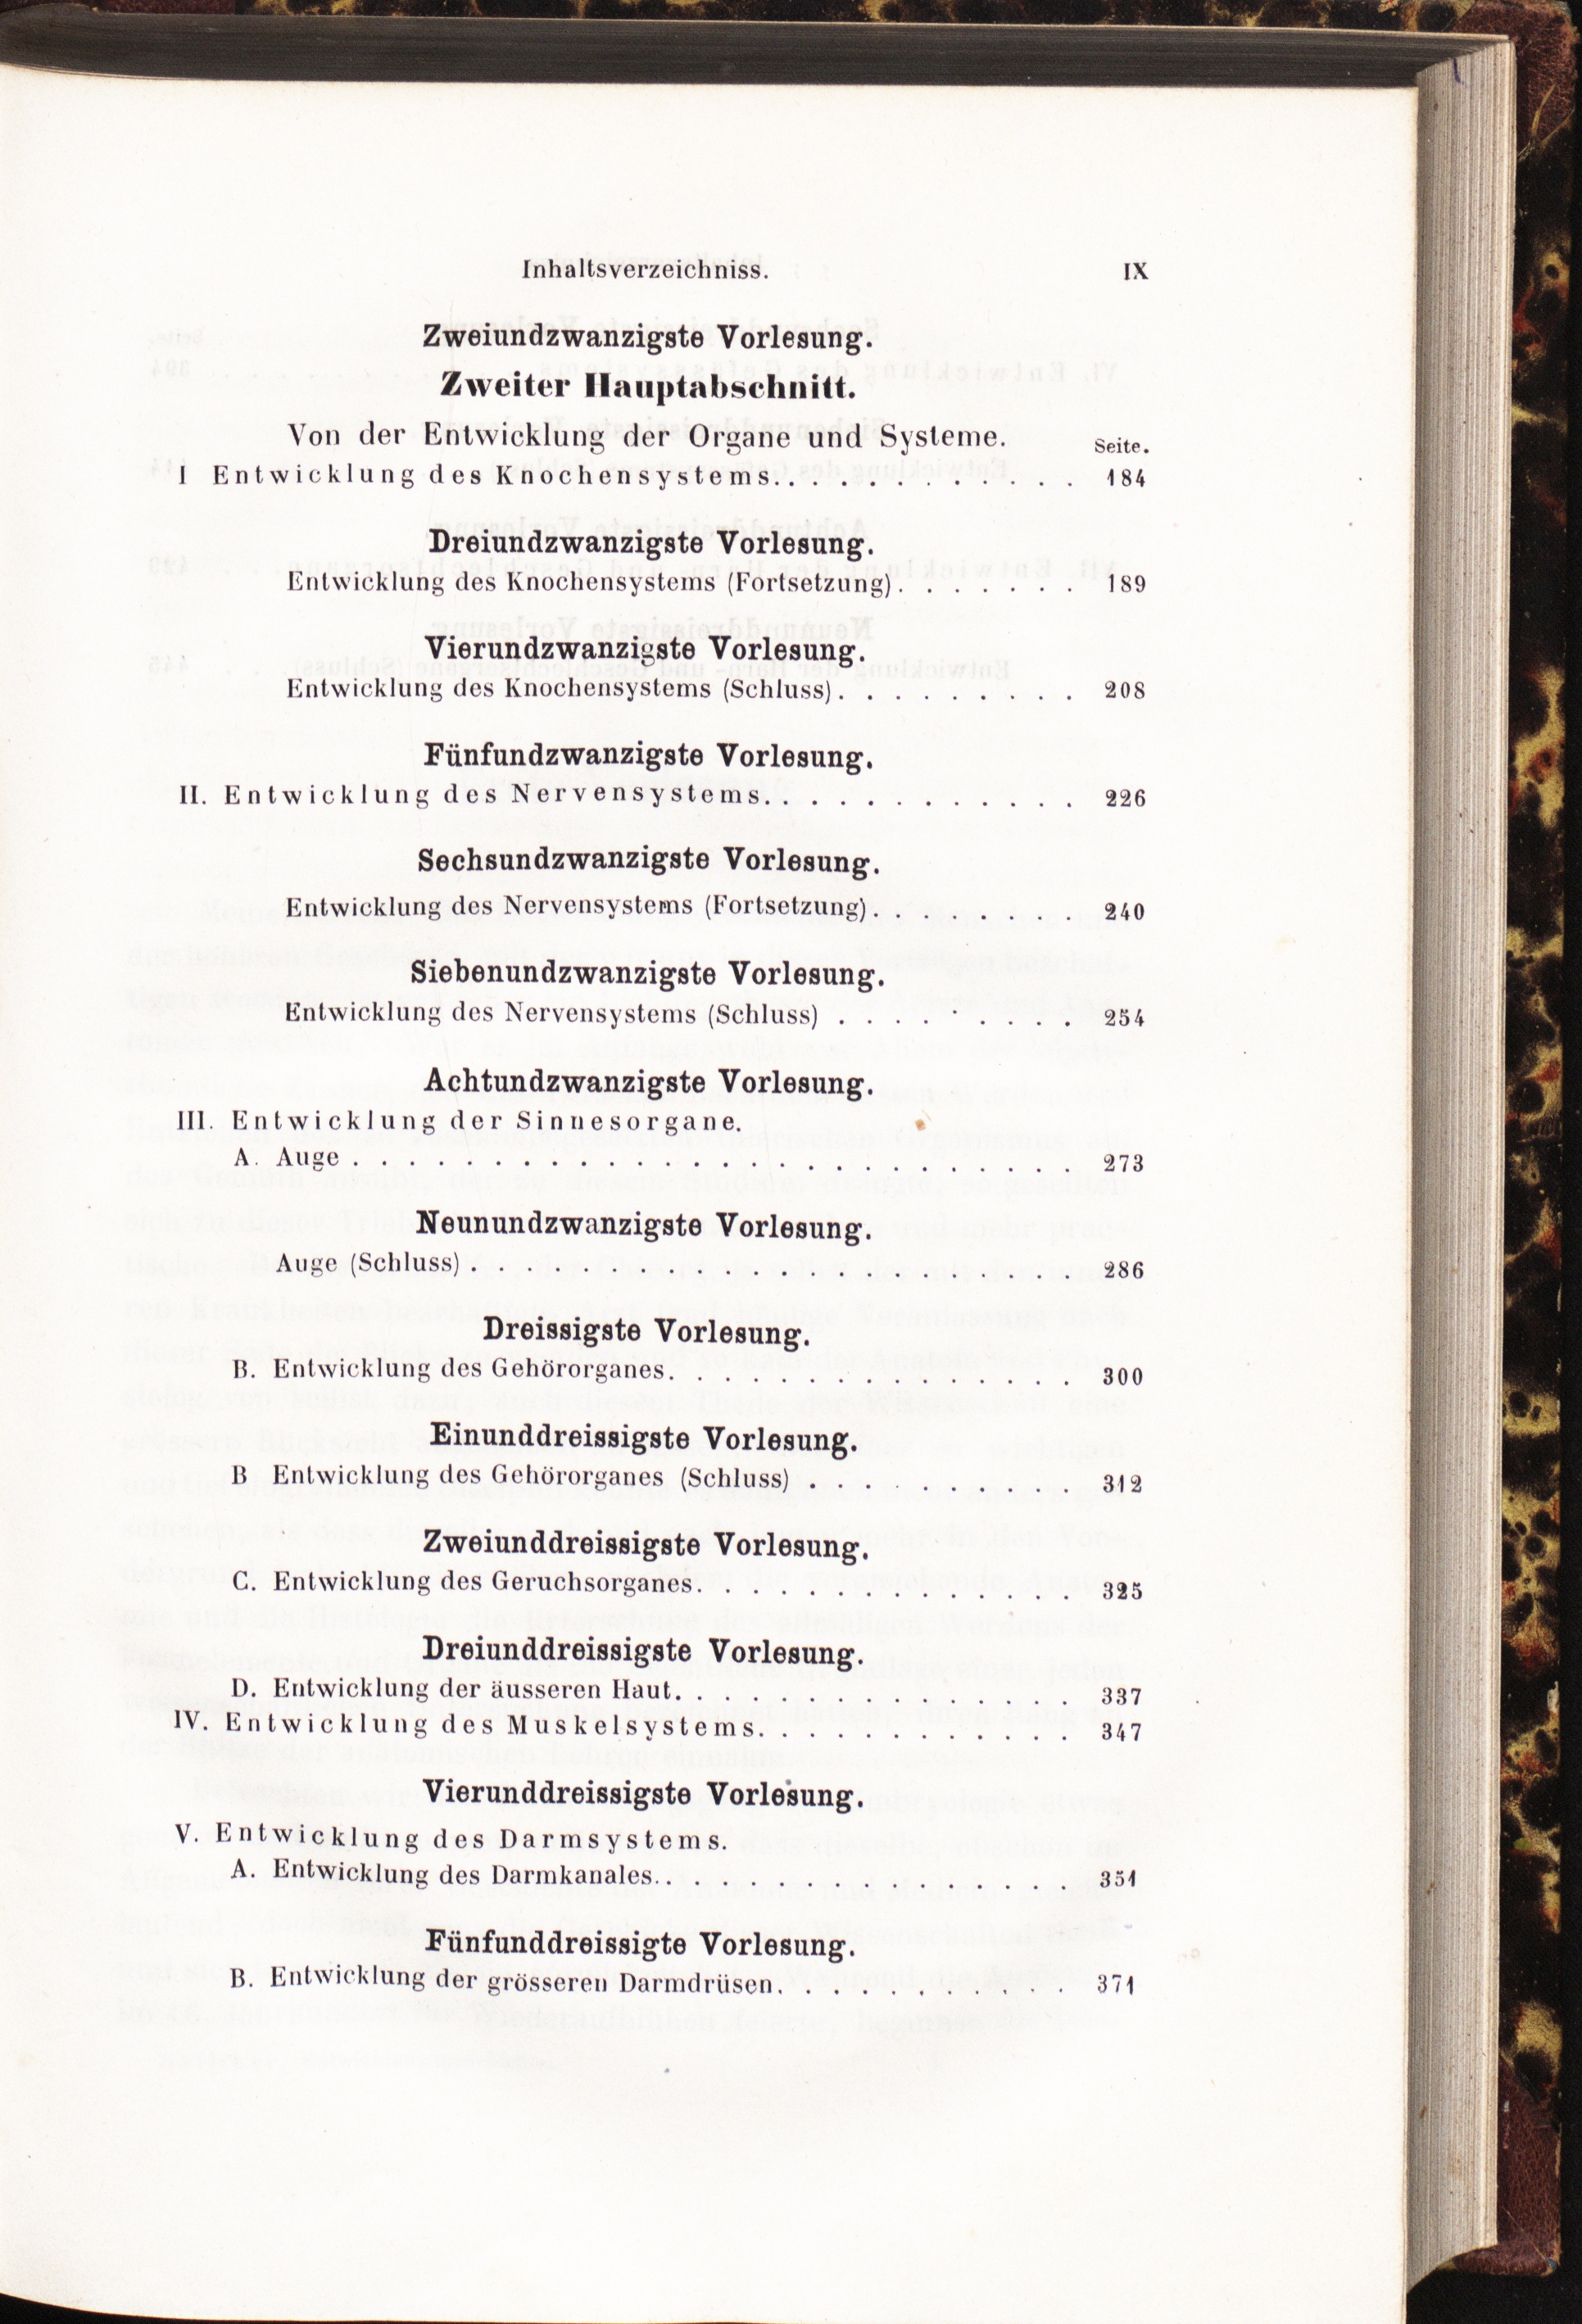 Inhaltsverzeichniss. IX
Zweiundzwanzigste Vorlesung.
Zweiter Hauptabschnitt.
Von der Entwicklung der Organe und Systeme. Seite.
I Entwicklung des Knochensystems. . . . . . . . . . . . 184
Dreiundzwanzigste Vorlesung.
Entwicklung des Knochensystems (Fortsetzung) . . . . . . . 189
Vierundzwanzigste Vorlesung.
Entwicklung des Knochensystems (Schluss) . . . . . . . . . 208
Fünfundzwanzigste Vorlesung.
II. Entwicklung des Nervensystems. . . . . . . . . . . . 226
Sechsundzwanzigste Vorlesung.
Entwicklung des Nervensystems (Fortsetzung) . . . . . . . . 240
Siebenundzwanzigste Vorlesung.
Entwicklung des Nervensystems (Schluss) . . . . . . . . . 254
Achtundzwanzigste Vorlesung.
III. Entwicklung der Sinnesorgane.
A. Auge . . . . . . . . . . . . . . . . . . . . . . . . . . 273
Neunundzwanzigste Vorlesung.
Auge (Schluss) . . . . . . . . . . . . . . . . . . . . . . 286
Dreissigste Vorlesung.
B. Entwicklung des Gehörorganes. . . . . . . . . . . . . . . 300
Einunddreissigste Vorlesung.
B Entwicklung des Gehörorganes (Schluss) . . . . . . . . . . 312
Zweiunddreissigste Vorlesung.
C. Entwicklung des Geruchsorganes. . . . . . . . . . . . . . 325
Dreiunddreissigste Vorlesung.
D. Entwicklung der äusseren Haut. . . . . . . . . . . . . . . 337
IV. Entwicklung des Muskelsystems. . . . . . . . . . . . 347
Vierunddreissigste Vorlesung.
V. Entwicklung des Darmsystems.
A. Entwicklung des Darmkanales. . . . . . . . . . . . . . . . 351
Fünfunddreissigte Vorlesung.
B. Entwicklung der grösseren Darmdrüsen. . . . . . . . . . . 371